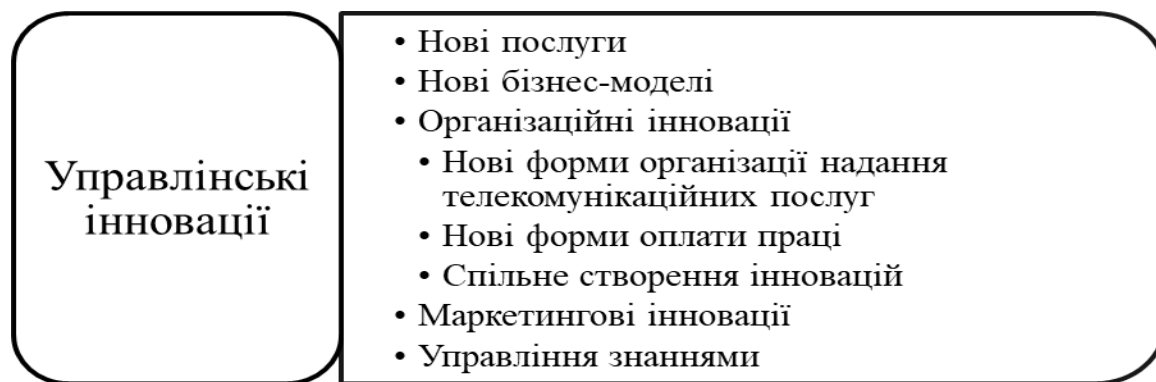 Управлінські
інновації
• Нові послуги
• Нові бізнес-моделі
• Організаційні інновації
• Нові форми організації надання
телекомунікаційних послуг
• Нові форми оплати праці
• Спільне створення інновацій
• Маркетингові інновації
• Управління знаннями